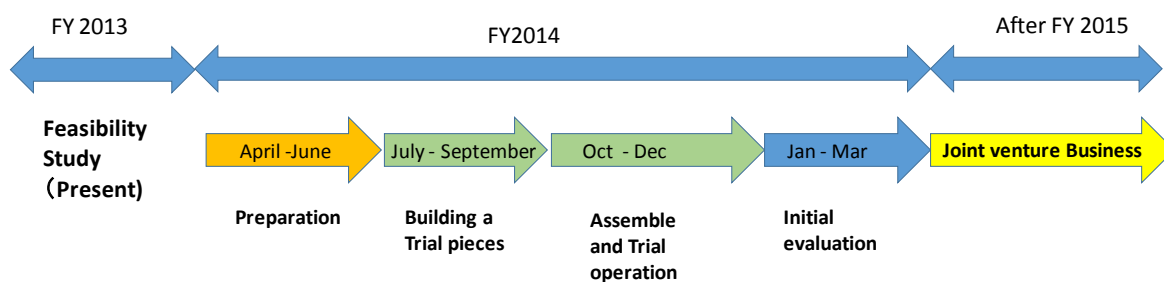 FY 2013
FY2014
After FY 2015
Feasibility
Study
（Present)
April -June
July - September
Oct - Dec
Jan - Mar
Joint venture Business
Preparation
Building a
Trial pieces
Assemble
and Trial
operation
Initial
evaluation